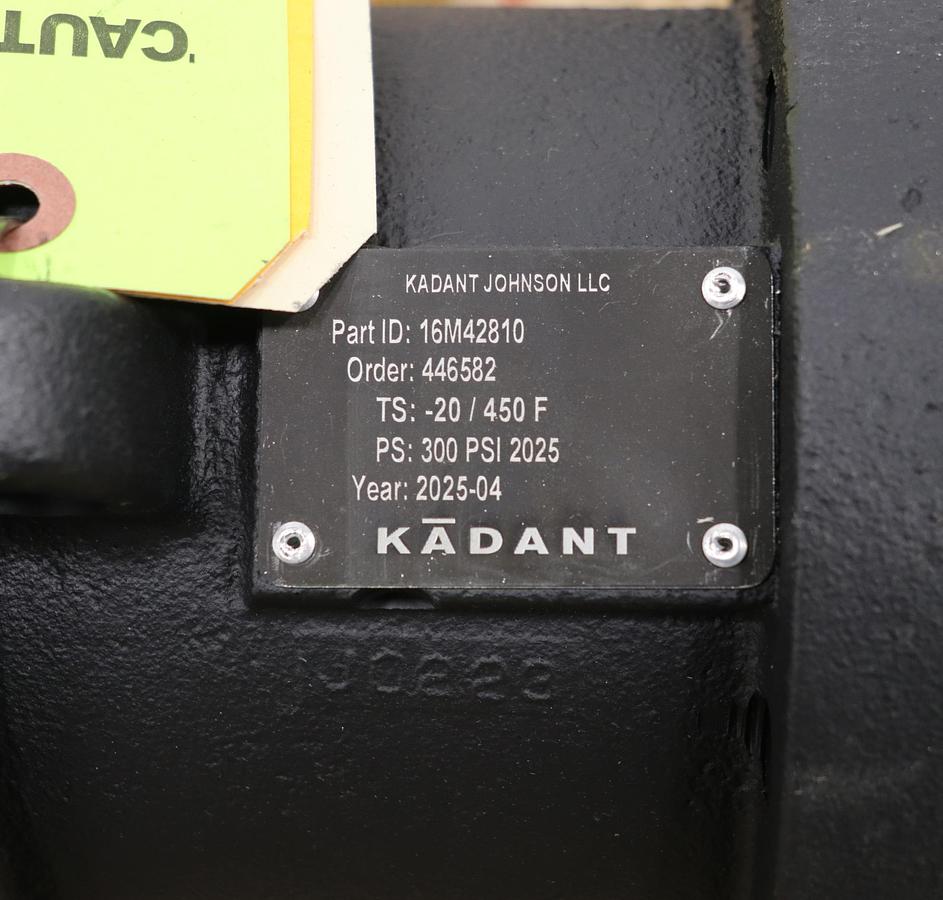 CAUT
KADANT JOHNSON LLC
Part ID: 16M42810
Order: 446582
TS: -20 / 450 F
PS: 300 PSI 2025
Year: 2025-04
KĀDANT